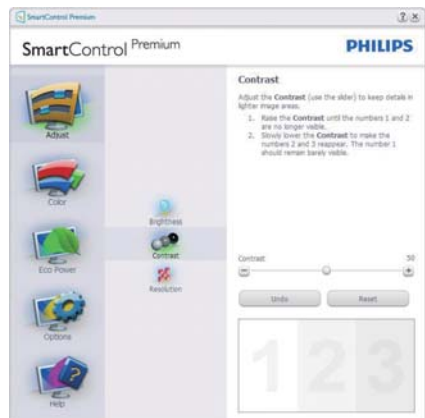 SmartControl Premium
SmartControl Premium
PHILIPS
Adjust
Color
Eco Power
Options
Help
Brightness
Contrast
Resolution
Contrast
Adjust the Contrast (use the slider) to keep details in
lighter image areas.
1. Raise the Contrast until the numbers 1 and 2
are no longer visible.
2. Slowly lower the Contrast to make the
numbers 2 and 3 reappear. The number 1
should remain barely visible.
Contrast 50
Undo Reset
1 2 3